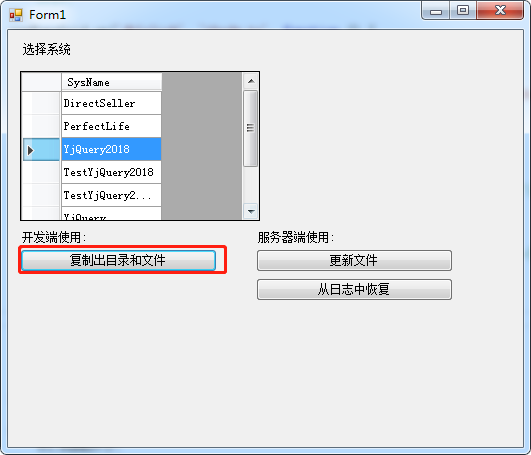 Form1
选择系统
SysName
DirectSeller
PerfectLife
YjQuery2018
TestYjQuery2018
TestYjQuery2...
YjQuery
开发端使用:
服务器端使用:
复制出目录和文件
更新文件
从日志中恢复